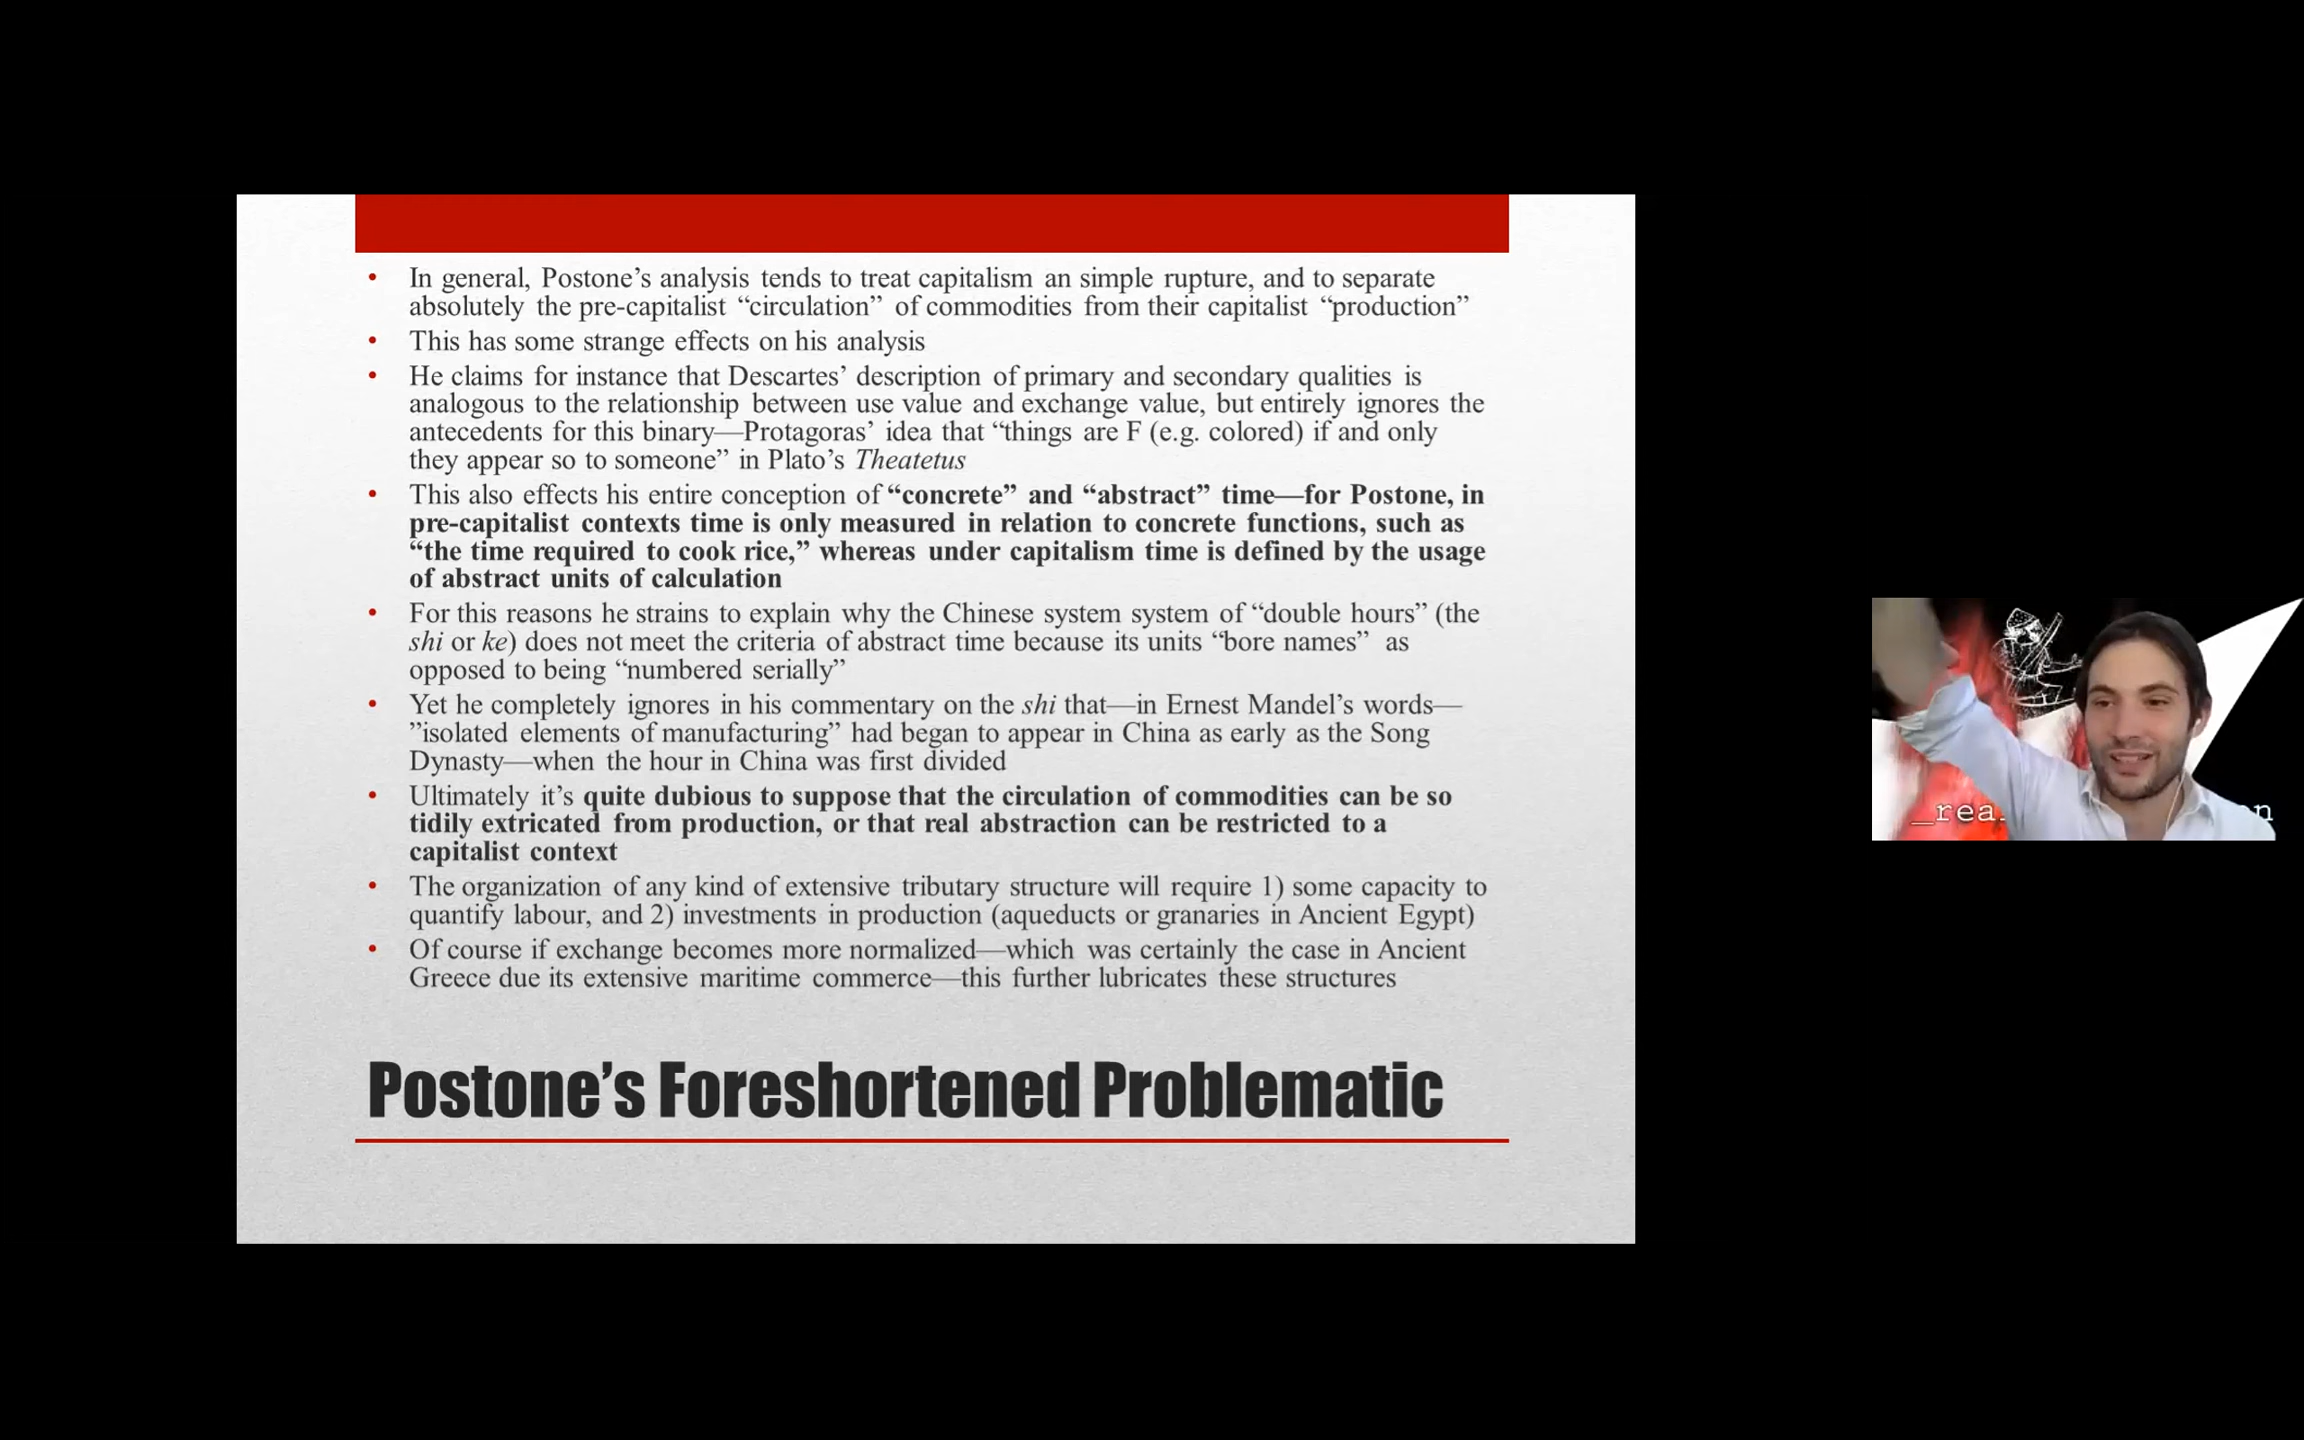 • In general, Postone’s analysis tends to treat capitalism an simple rupture, and to separate
absolutely the pre-capitalist “circulation” of commodities from their capitalist “production”
• This has some strange effects on his analysis
• He claims for instance that Descartes’ description of primary and secondary qualities is
analogous to the relationship between use value and exchange value, but entirely ignores the
antecedents for this binary—Protagoras’ idea that “things are F (e.g. colored) if and only
they appear so to someone” in Plato’s Theatetus
• This also effects his entire conception of “concrete” and “abstract” time—for Postone, in
pre-capitalist contexts time is only measured in relation to concrete functions, such as
“the time required to cook rice,” whereas under capitalism time is defined by the usage
of abstract units of calculation
• For this reasons he strains to explain why the Chinese system system of “double hours” (the
shi or ke) does not meet the criteria of abstract time because its units “bore names” as
opposed to being “numbered serially”
• Yet he completely ignores in his commentary on the shi that—in Ernest Mandel’s words—
”isolated elements of manufacturing” had began to appear in China as early as the Song
Dynasty—when the hour in China was first divided
• Ultimately it’s quite dubious to suppose that the circulation of commodities can be so
tidily extricated from production, or that real abstraction can be restricted to a
capitalist context
• The organization of any kind of extensive tributary structure will require 1) some capacity to
quantify labour, and 2) investments in production (aqueducts or granaries in Ancient Egypt)
• Of course if exchange becomes more normalized—which was certainly the case in Ancient
Greece due its extensive maritime commerce—this further lubricates these structures
Postone’s Foreshortened Problematic